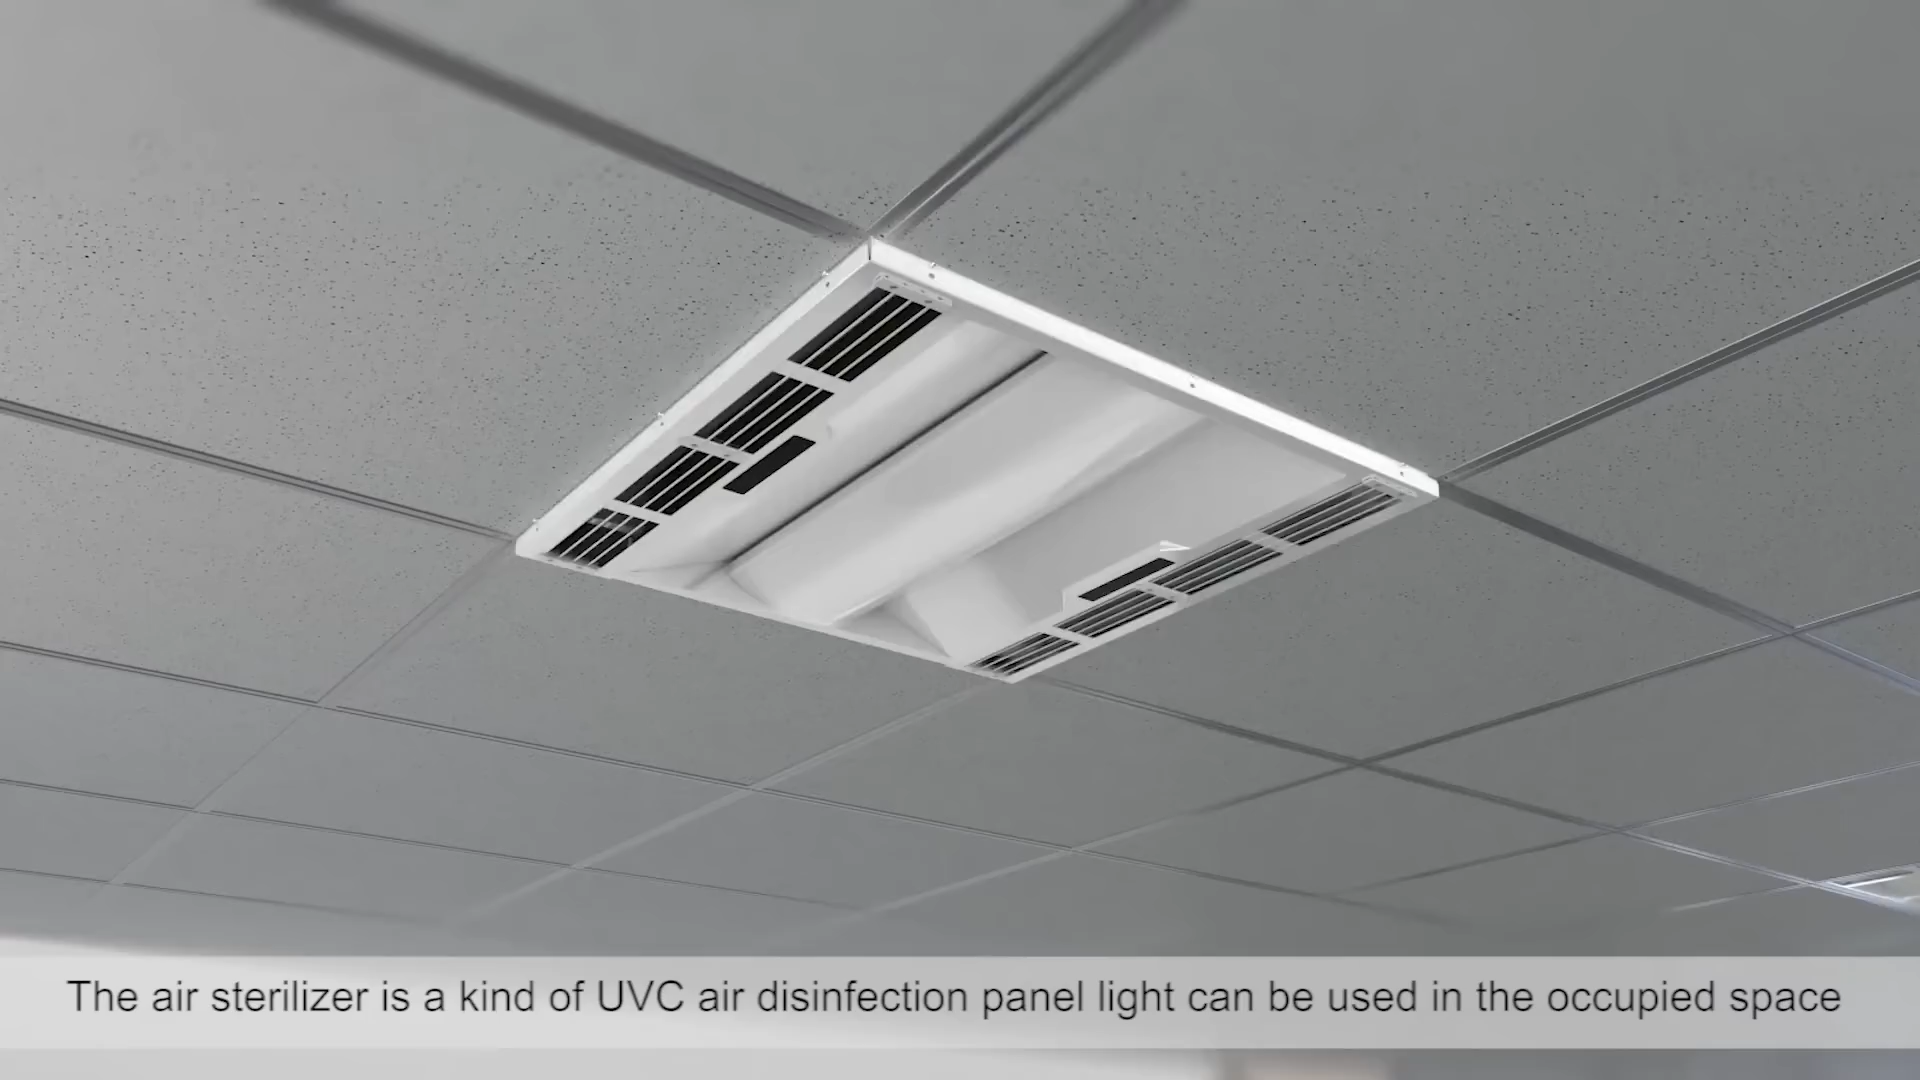 The air sterilizer is a kind of UVC air disinfection panel light can be used in the occupied space